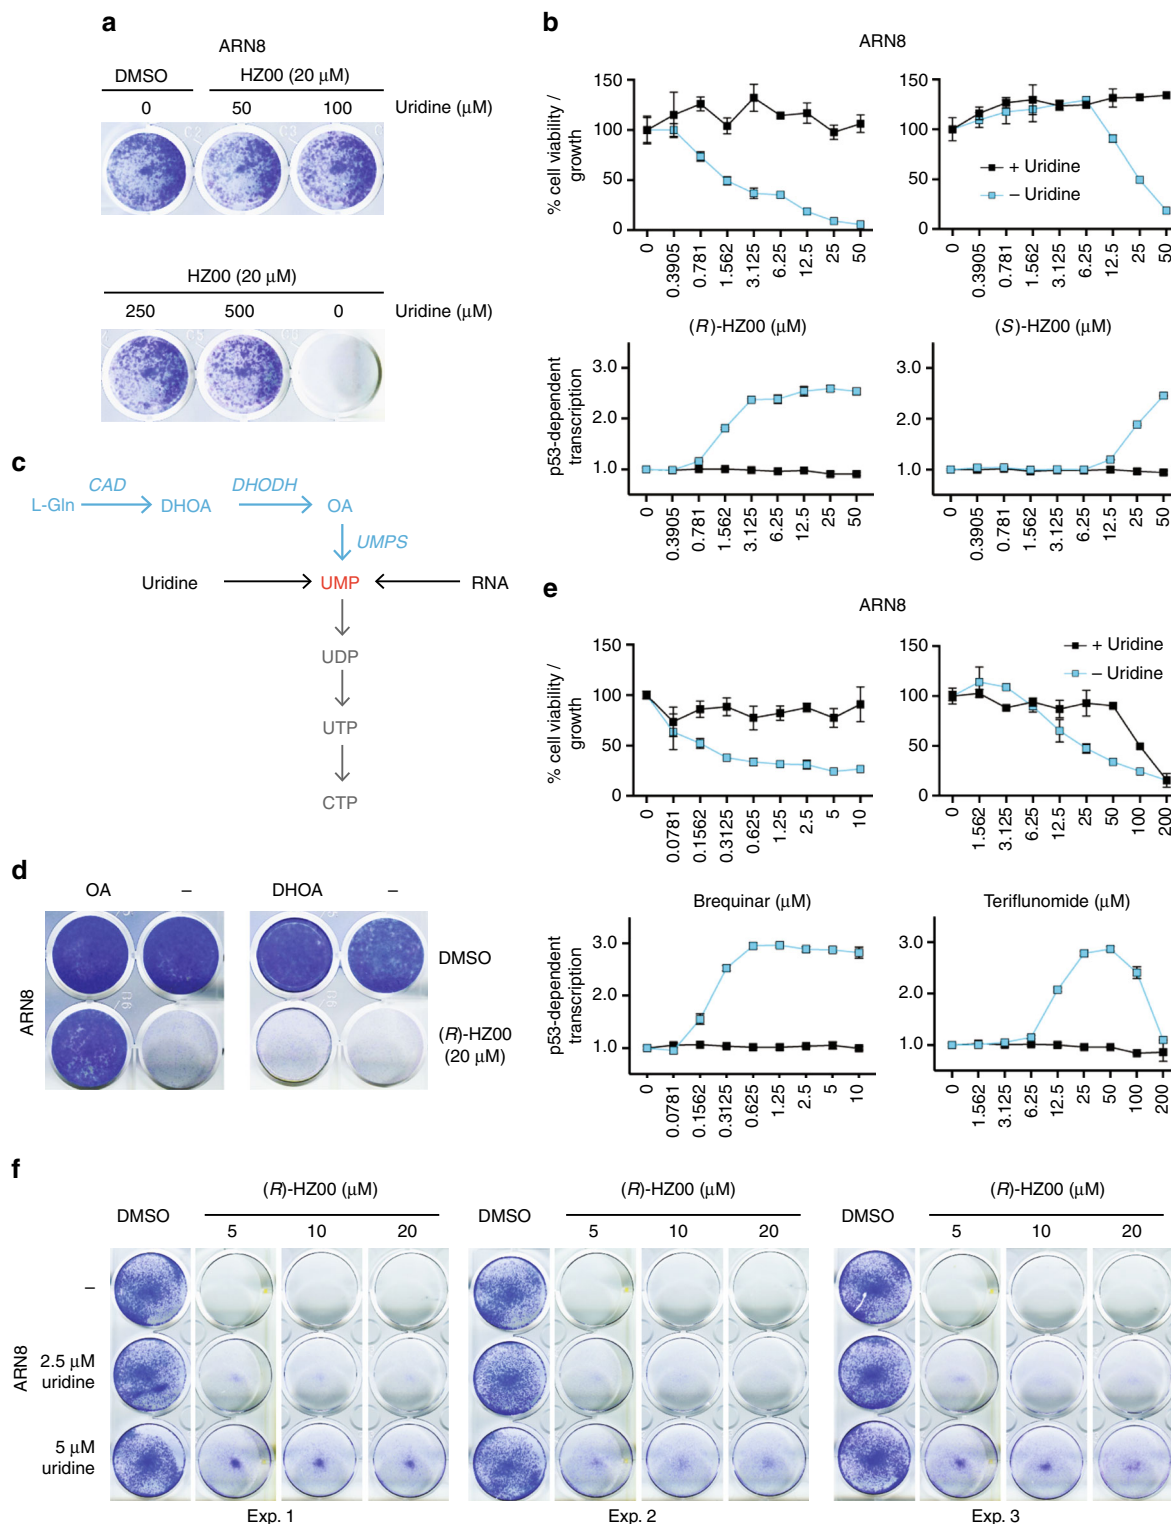 a
ARN8
DMSO HZ00 (20 μM)
0 50 100 Uridine (μM)
HZ00 (20 μM)
250 500 0 Uridine (μM)
b
ARN8
% cell viability / growth
150
100
50
0
0 0.3905 0.781 1.562 3.125 6.25 12.5 25 50
(R)-HZ00 (μM)
150
100
50
0
+ Uridine
– Uridine
0 0.3905 0.781 1.562 3.125 6.25 12.5 25 50
(S)-HZ00 (μM)
p53-dependent transcription
3.0
2.0
1.0
0 0.3905 0.781 1.562 3.125 6.25 12.5 25 50
3.0
2.0
1.0
0 0.3905 0.781 1.562 3.125 6.25 12.5 25 50
c
L-Gln CAD DHOA DHODH OA
UMPS
Uridine UMP RNA
UDP
UTP
CTP
d
OA – DHOA –
ARN8
DMSO
(R)-HZ00
(20 μM)
e
ARN8
% cell viability / growth
150
100
50
0
0 0.0781 0.1562 0.3125 0.625 1.25 2.5 5 10
Brequinar (μM)
150
100
50
0
+ Uridine
– Uridine
0 1.562 3.125 6.25 12.5 25 50 100 200
Teriflunomide (μM)
p53-dependent transcription
3.0
2.0
1.0
0 0.0781 0.1562 0.3125 0.625 1.25 2.5 5 10
3.0
2.0
1.0
0 1.562 3.125 6.25 12.5 25 50 100 200
f
(R)-HZ00 (μM) (R)-HZ00 (μM) (R)-HZ00 (μM)
DMSO 5 10 20 DMSO 5 10 20 DMSO 5 10 20
ARN8
–
2.5 μM
uridine
5 μM
uridine
Exp. 1 Exp. 2 Exp. 3